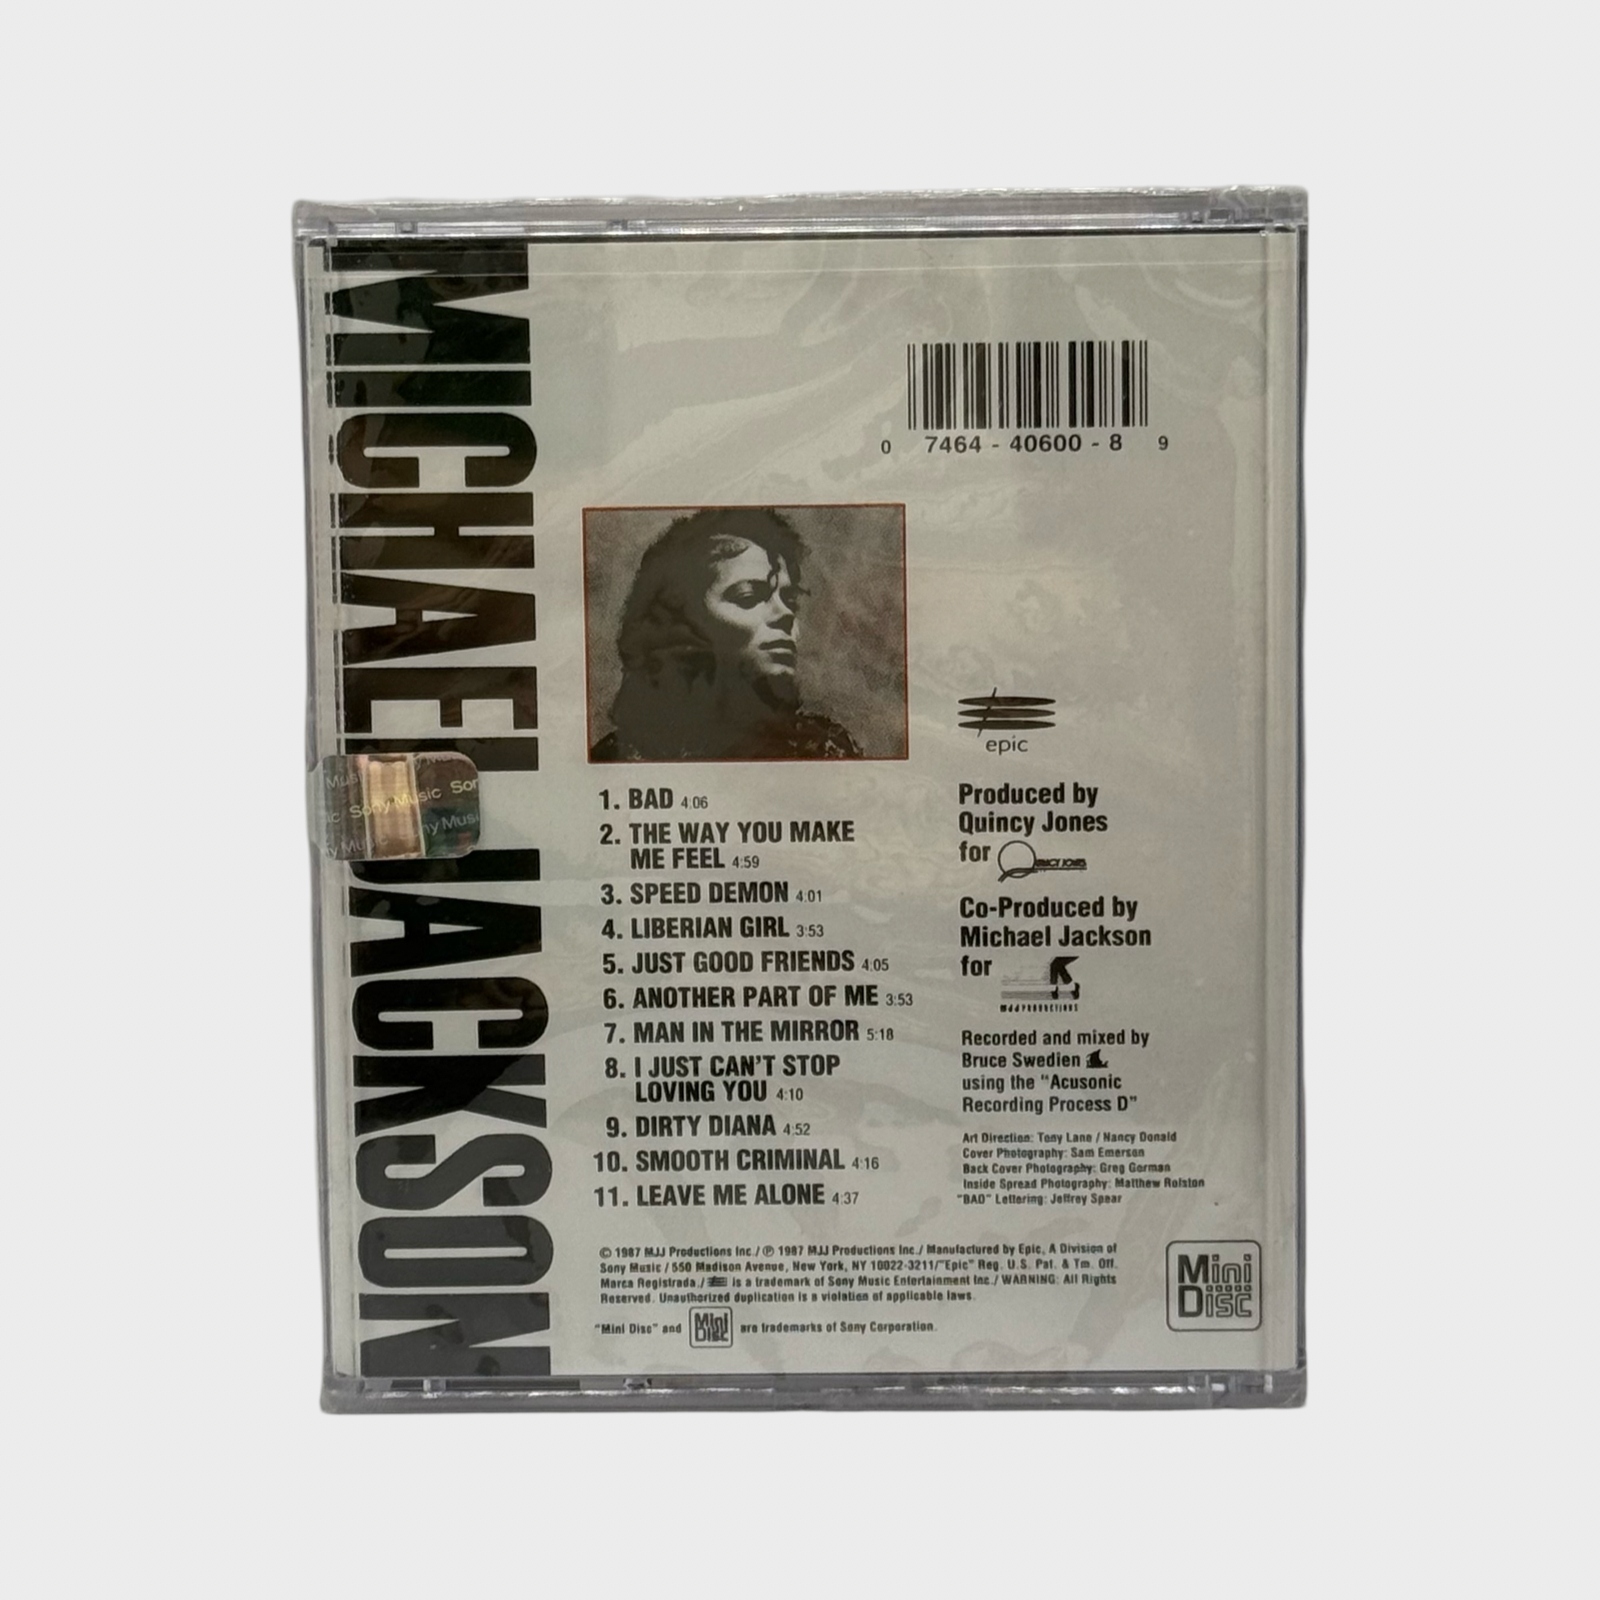 MICHAEL JACKSON
0 7464 - 40600 - 8 9
epic
1. BAD 4:06
2. THE WAY YOU MAKE
ME FEEL 4:59
3. SPEED DEMON 4:01
4. LIBERIAN GIRL 3:53
5. JUST GOOD FRIENDS 4:05
6. ANOTHER PART OF ME 3:53
7. MAN IN THE MIRROR 5:18
8. I JUST CAN'T STOP
LOVING YOU 4:10
9. DIRTY DIANA 4:52
10. SMOOTH CRIMINAL 4:16
11. LEAVE ME ALONE 4:37
Produced by
Quincy Jones
for QUINCY JONES
Co-Produced by
Michael Jackson
for
MJJ PRODUCTIONS
Recorded and mixed by
Bruce Swedien
using the "Acusonic
Recording Process D"
Art Direction: Tony Lane / Nancy Donald
Cover Photography: Sam Emerson
Back Cover Photography: Greg Gorman
Inside Spread Photography: Matthew Rolston
"BAD" Lettering: Jeffrey Spear
© 1987 MJJ Productions Inc./ ℗ 1987 MJJ Productions Inc./ Manufactured by Epic, A Division of
Sony Music / 550 Madison Avenue, New York, NY 10022-3211/"Epic" Reg. U.S. Pat. & Tm. Off.
Marca Registrada./ is a trademark of Sony Music Entertainment Inc./ WARNING: All Rights
Reserved. Unauthorized duplication is a violation of applicable laws.
"Mini Disc" and Mini Disc are trademarks of Sony Corporation.
Mini
Disc
Sony Music